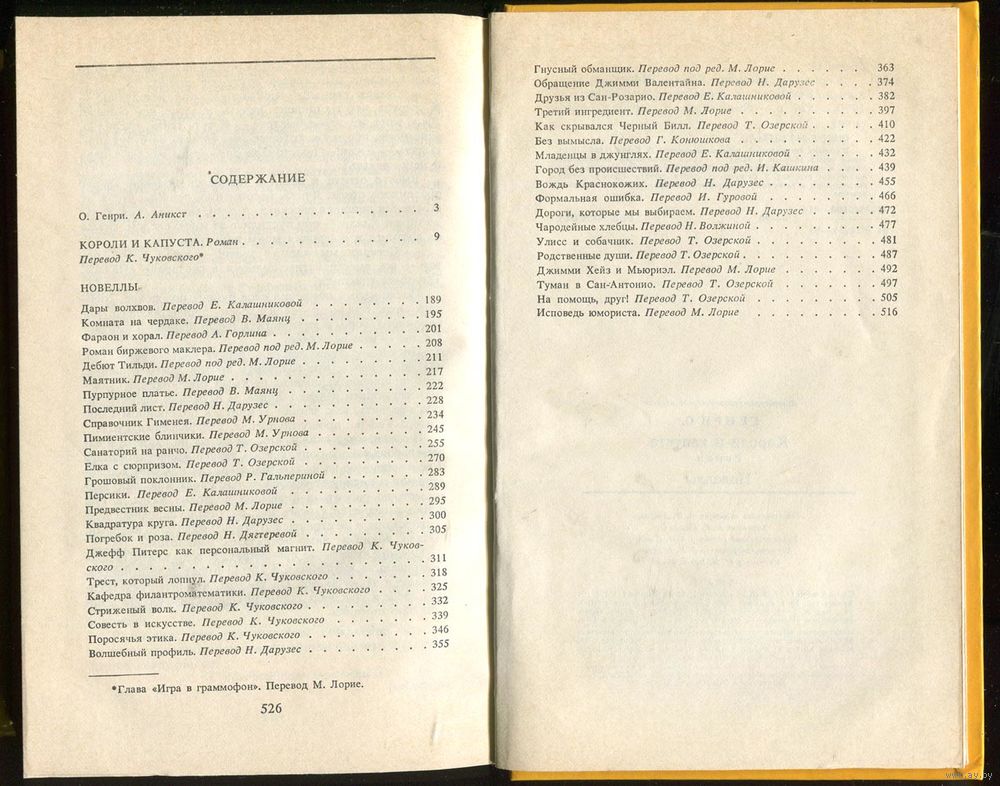 СОДЕРЖАНИЕ
О. Генри. А. Аникст . . . . . . . . . . . . . . . . . 3
КОРОЛИ И КАПУСТА. Роман . . . . . . . . . . . . . 9
Перевод К. Чуковского*
НОВЕЛЛЫ
Дары волхвов. Перевод Е. Калашниковой . . . . . . . 189
Комната на чердаке. Перевод В. Маянц . . . . . . . . 195
Фараон и хорал. Перевод А. Горлина . . . . . . . . . 201
Роман биржевого маклера. Перевод под ред. М. Лорие . . . . . 208
Дебют Тильди. Перевод под ред. М. Лорие . . . . . . . . 211
Маятник. Перевод М. Лорие . . . . . . . . . . . . 217
Пурпурное платье. Перевод В. Маянц . . . . . . . . . 222
Последний лист. Перевод Н. Дарузес . . . . . . . . . 228
Справочник Гименея. Перевод М. Урнова . . . . . . . . 234
Пимиентские блинчики. Перевод М. Урнова . . . . . . . 245
Санаторий на ранчо. Перевод Т. Озерской . . . . . . . . 255
Елка с сюрпризом. Перевод Т. Озерской . . . . . . . . 270
Грошовый поклонник. Перевод Р. Гальпериной . . . . . . 283
Персики. Перевод Е. Калашниковой . . . . . . . . . 289
Предвестник весны. Перевод М. Лорие . . . . . . . . 295
Квадратура круга. Перевод Н. Дарузес . . . . . . . . 300
Погребок и роза. Перевод Н. Дягтеревой . . . . . . . . 305
Джефф Питерс как персональный магнит. Перевод К. Чуков-
ского . . . . . . . . . . . . . . . . . . . . 311
Трест, который лопнул. Перевод К. Чуковского . . . . . . 318
Кафедра филантроматематики. Перевод К. Чуковского . . . . 325
Стриженый волк. Перевод К. Чуковского . . . . . . . . 332
Совесть в искусстве. Перевод К. Чуковского . . . . . . . 339
Поросячья этика. Перевод К. Чуковского . . . . . . . . 346
Волшебный профиль. Перевод Н. Дарузес . . . . . . . . 355
*Глава «Игра в граммофон». Перевод М. Лорие.
526
Гнусный обманщик. Перевод под ред. М. Лорие . . . . . . 363
Обращение Джимми Валентайна. Перевод Н. Дарузес . . . . 374
Друзья из Сан-Розарио. Перевод Е. Калашниковой . . . . . . 382
Третий ингредиент. Перевод М. Лорие . . . . . . . . . 397
Как скрывался Черный Билл. Перевод Т. Озерской . . . . . 410
Без вымысла. Перевод Г. Конюшкова . . . . . . . . . 422
Младенцы в джунглях. Перевод Е. Калашниковой . . . . . . 432
Город без происшествий. Перевод под ред. И. Кашкина . . . . 439
Вождь Краснокожих. Перевод Н. Дарузес . . . . . . . . 455
Формальная ошибка. Перевод И. Гуровой . . . . . . . 466
Дороги, которые мы выбираем. Перевод Н. Дарузес . . . . . 472
Чародейные хлебцы. Перевод Н. Волжиной . . . . . . . . 477
Улисс и собачник. Перевод Т. Озерской . . . . . . . . 481
Родственные души. Перевод Т. Озерской . . . . . . . . . 487
Джимми Хейз и Мьюриэл. Перевод М. Лорие . . . . . . 492
Туман в Сан-Антонио. Перевод Т. Озерской . . . . . . . 497
На помощь, друг! Перевод Т. Озерской . . . . . . . . 505
Исповедь юмориста. Перевод М. Лорие . . . . . . . . 516
www.ay.by